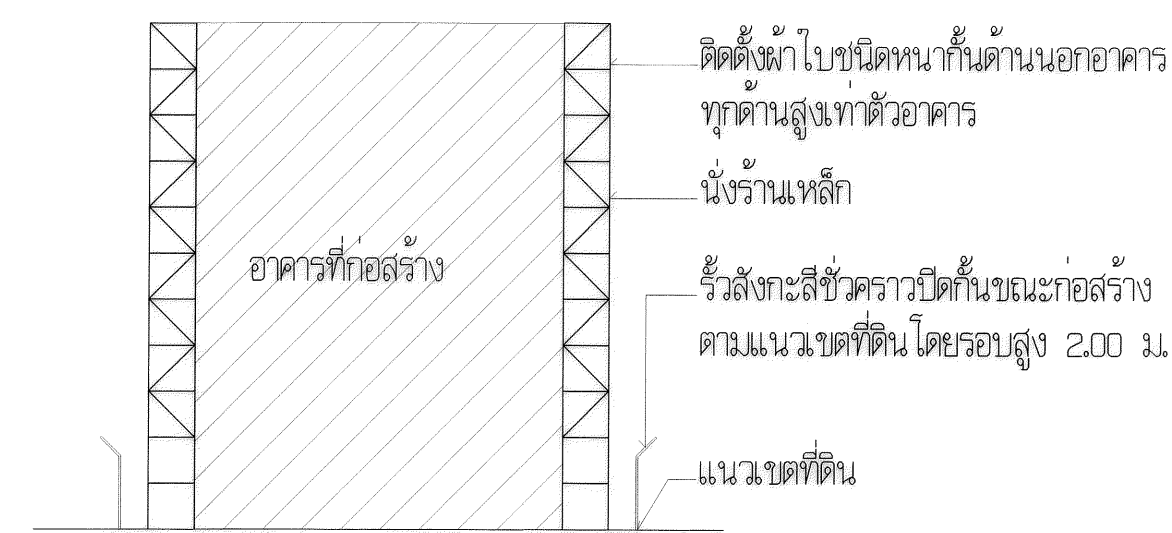 ติดตั้งผ้าใบชนิดหนากั้นด้านนอกอาคาร
ทุกด้านสูงเท่าตัวอาคาร
นั่งร้านเหล็ก
อาคารที่ก่อสร้าง
รั้วสังกะสีชั่วคราวปิดกั้นขณะก่อสร้าง
ตามแนวเขตที่ดินโดยรอบสูง 2.00 ม.
แนวเขตที่ดิน